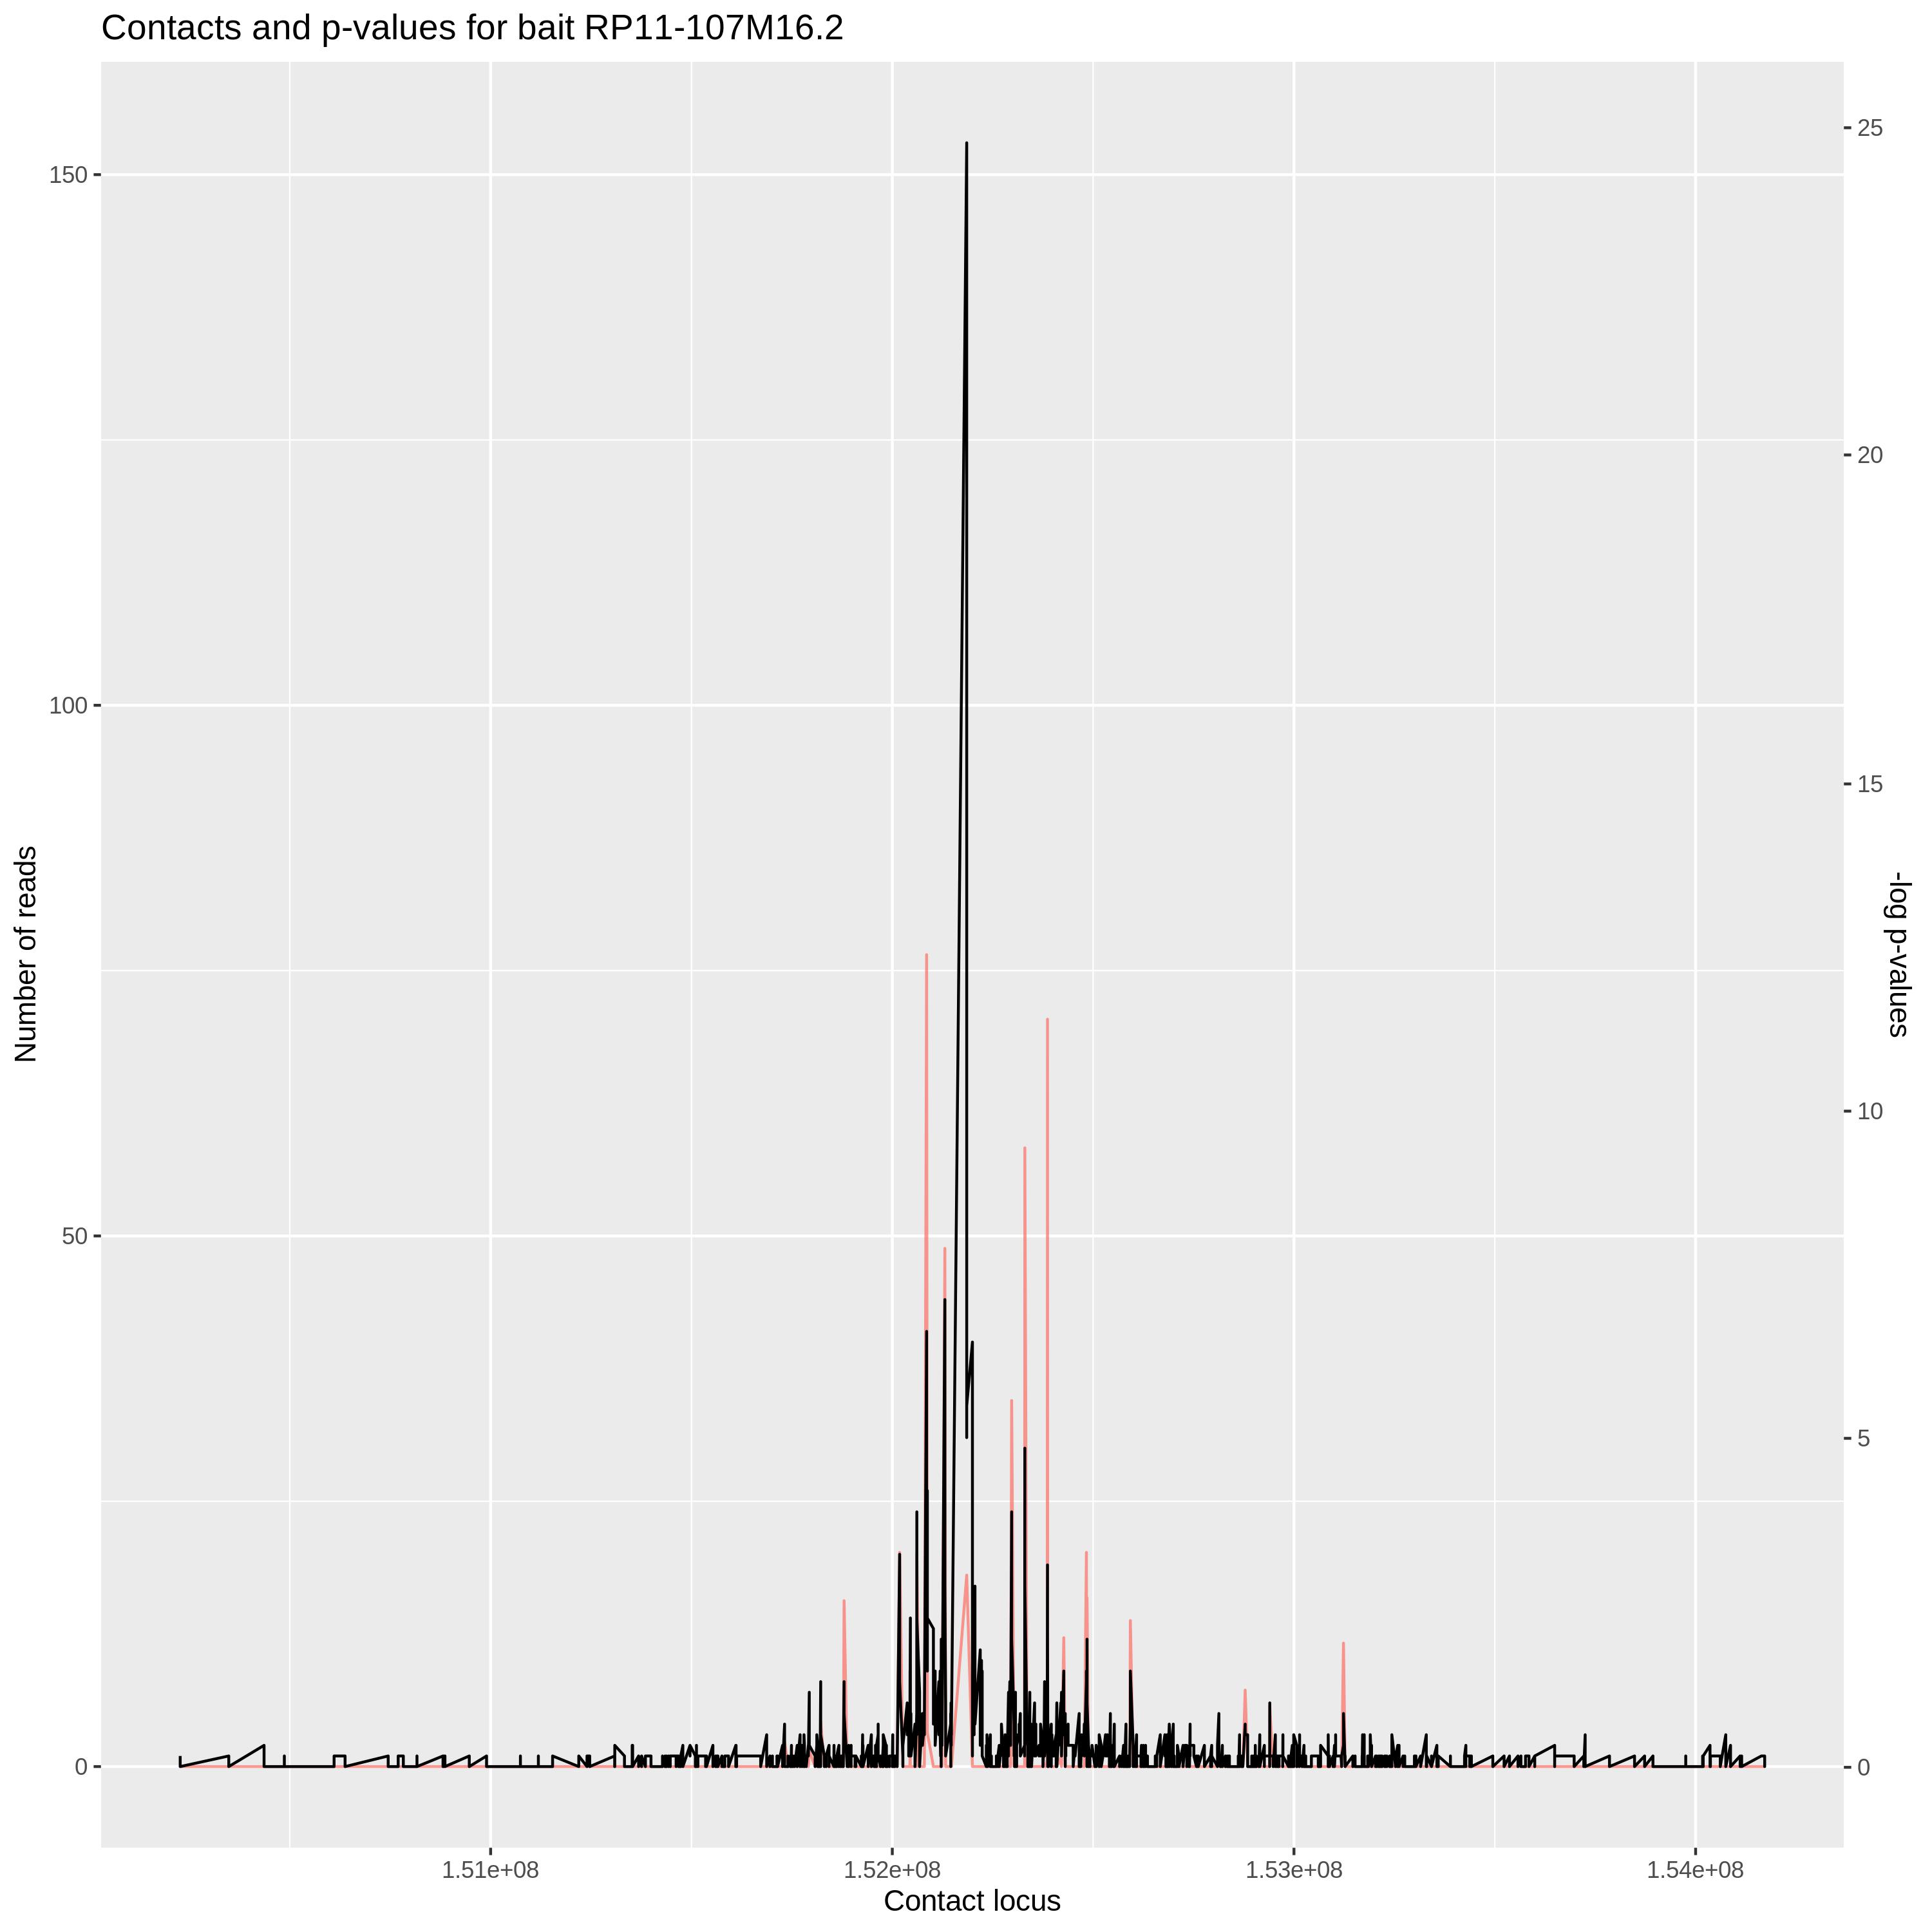 Contacts and p-values for bait RP11-107M16.2
150
100
50
0
Number of reads
25
20
15
10
5
0
-log p-values
1.51e+08
1.52e+08
1.53e+08
1.54e+08
Contact locus